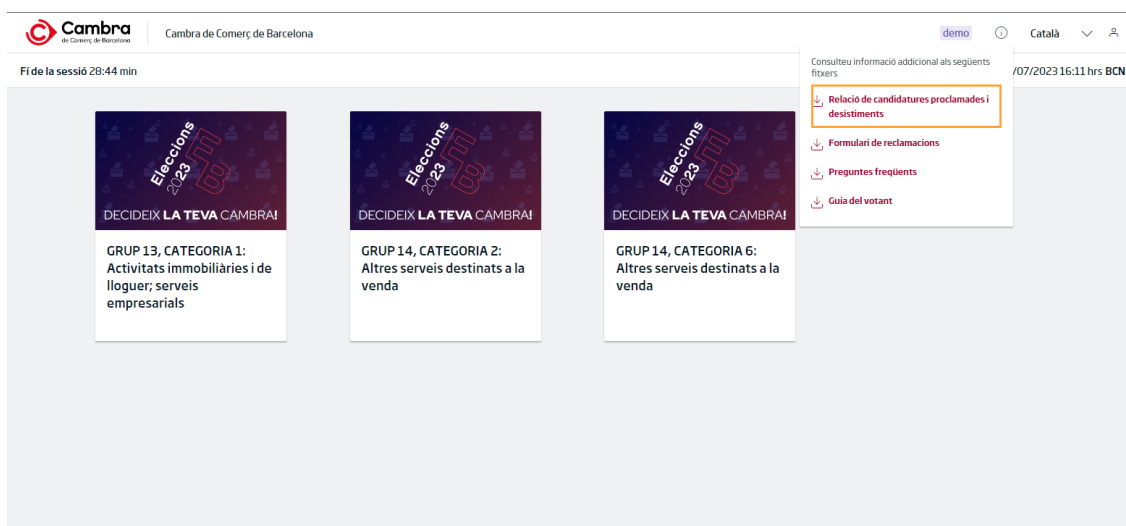 Cambra
de Comerç de Barcelona
Cambra de Comerç de Barcelona
demo
Català
Fí de la sessió 28:44 min
/07/2023 16:11 hrs BCN
Consulteu informació addicional als següents
fitxers
Relació de candidatures proclamades i
desistiments
Formulari de reclamacions
Preguntes freqüents
Guia del votant
Eleccions
2023
DECIDEIX LA TEVA CAMBRA!
GRUP 13, CATEGORIA 1:
Activitats immobiliàries i de
lloguer; serveis
empresarials
Eleccions
2023
DECIDEIX LA TEVA CAMBRA!
GRUP 14, CATEGORIA 2:
Altres serveis destinats a la
venda
Eleccions
2023
DECIDEIX LA TEVA CAMBRA!
GRUP 14, CATEGORIA 6:
Altres serveis destinats a la
venda